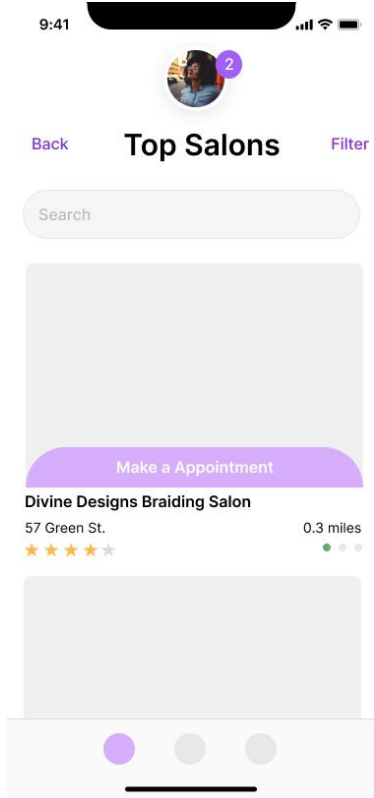 9:41
2
Back Top Salons Filter
Search
Make a Appointment
Divine Designs Braiding Salon
57 Green St. 0.3 miles